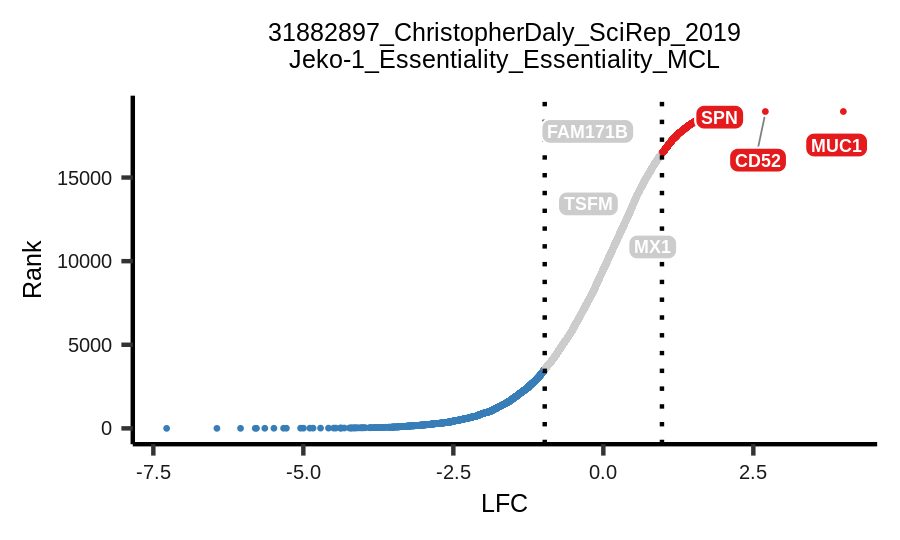 31882897_ChristopherDaly_SciRep_2019
Jeko-1_Essentiality_Essentiality_MCL
SPN
FAM171B
MUC1
CD52
15000
TSFM
MX1
Rank
10000
5000
0
-7.5
-5.0
-2.5
0.0
2.5
LFC